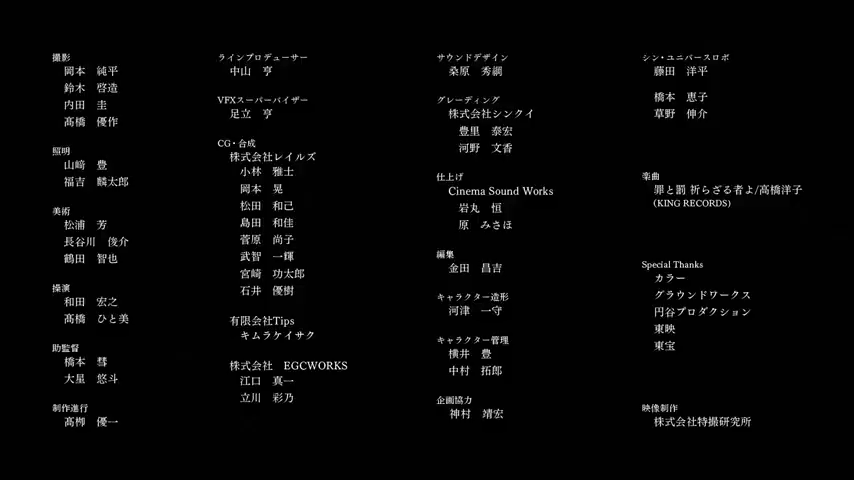 撮影
岡本　純平
鈴木　啓造
内田　圭
髙橋　優作
照明
山﨑　豊
福吉　麟太郎
美術
松浦　芳
長谷川　俊介
鶴田　智也
操演
和田　宏之
髙橋　ひと美
助監督
橋本　彗
大星　悠斗
制作進行
髙栁　優一
ラインプロデューサー
中山　亨
VFXスーパーバイザー
足立　亨
CG・合成
株式会社レイルズ
小林　雅士
岡本　晃
松田　和己
島田　和佳
菅原　尚子
武智　一輝
宮崎　功太郎
石井　優樹
有限会社Tips
キムラケイサク
株式会社　EGCWORKS
江口　真一
立川　彩乃
サウンドデザイン
桑原　秀綱
グレーディング
株式会社シンクイ
豊里　泰宏
河野　文香
仕上げ
Cinema Sound Works
岩丸　恒
原　みさほ
編集
金田　昌吉
キャラクター造形
河津　一守
キャラクター管理
横井　豊
中村　拓郎
企画協力
神村　靖宏
シン・ユニバースロボ
藤田　洋平
橋本　恵子
草野　伸介
楽曲
罪と罰 祈らざる者よ/高橋洋子
(KING RECORDS)
Special Thanks
カラー
グラウンドワークス
円谷プロダクション
東映
東宝
映像制作
株式会社特撮研究所